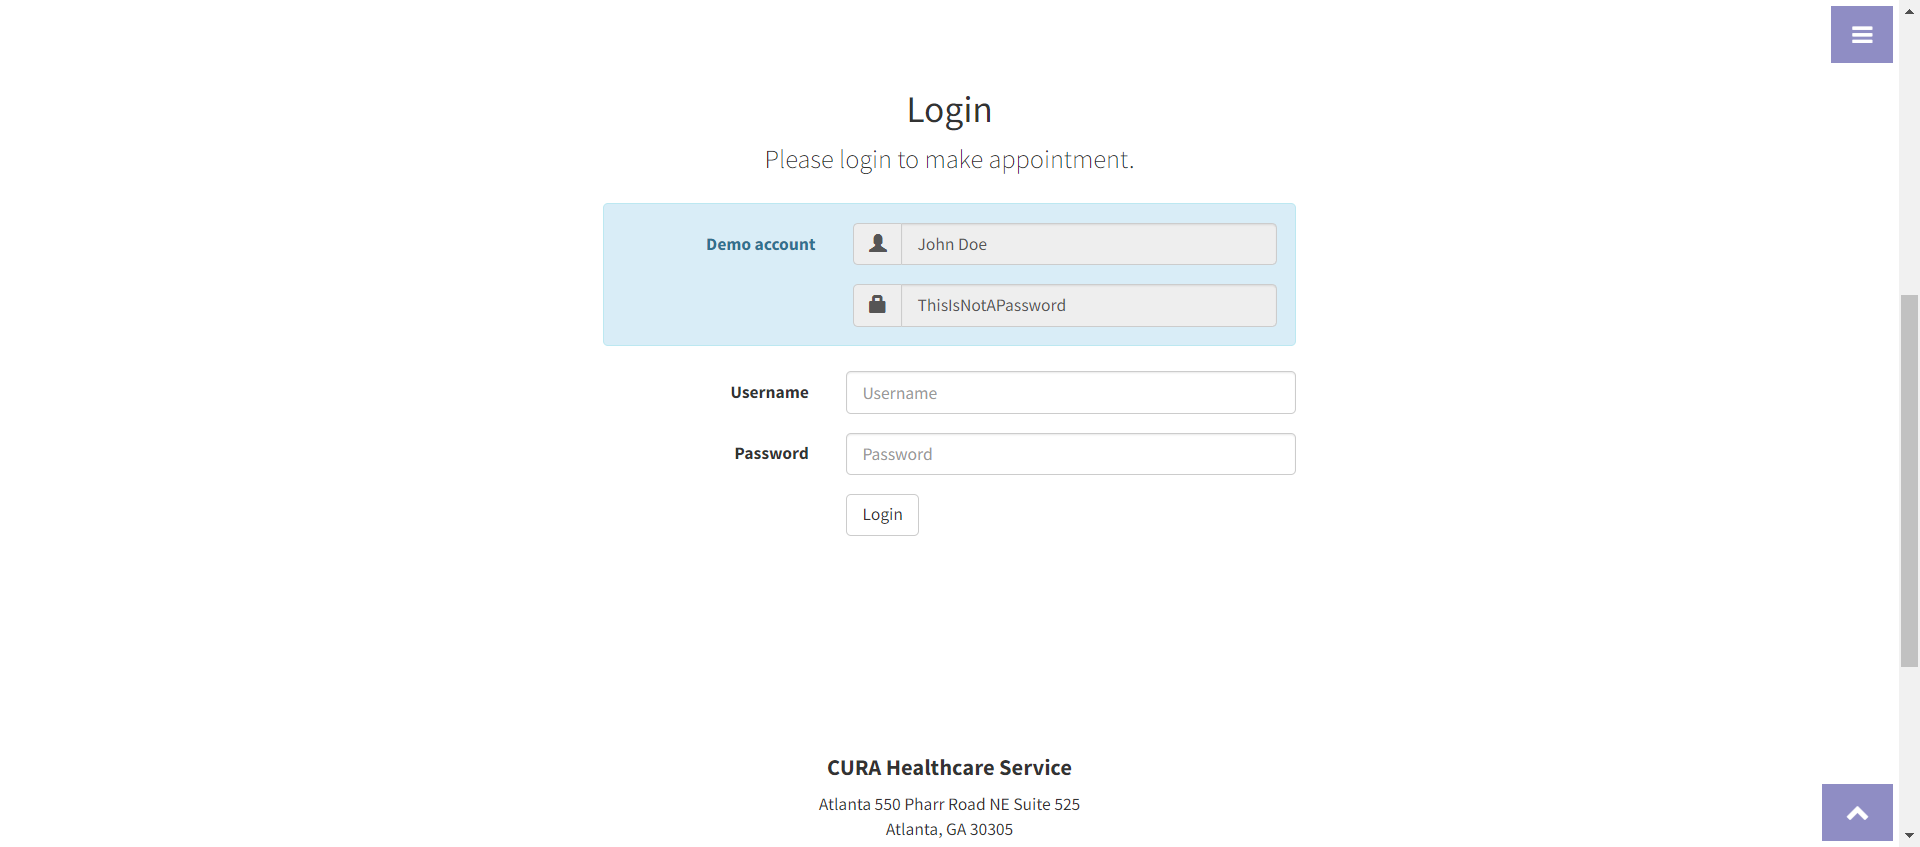 Login
Please login to make appointment.
Demo account
John Doe
ThisIsNotAPassword
Username
Username
Password
Password
Login
CURA Healthcare Service
Atlanta 550 Pharr Road NE Suite 525
Atlanta, GA 30305